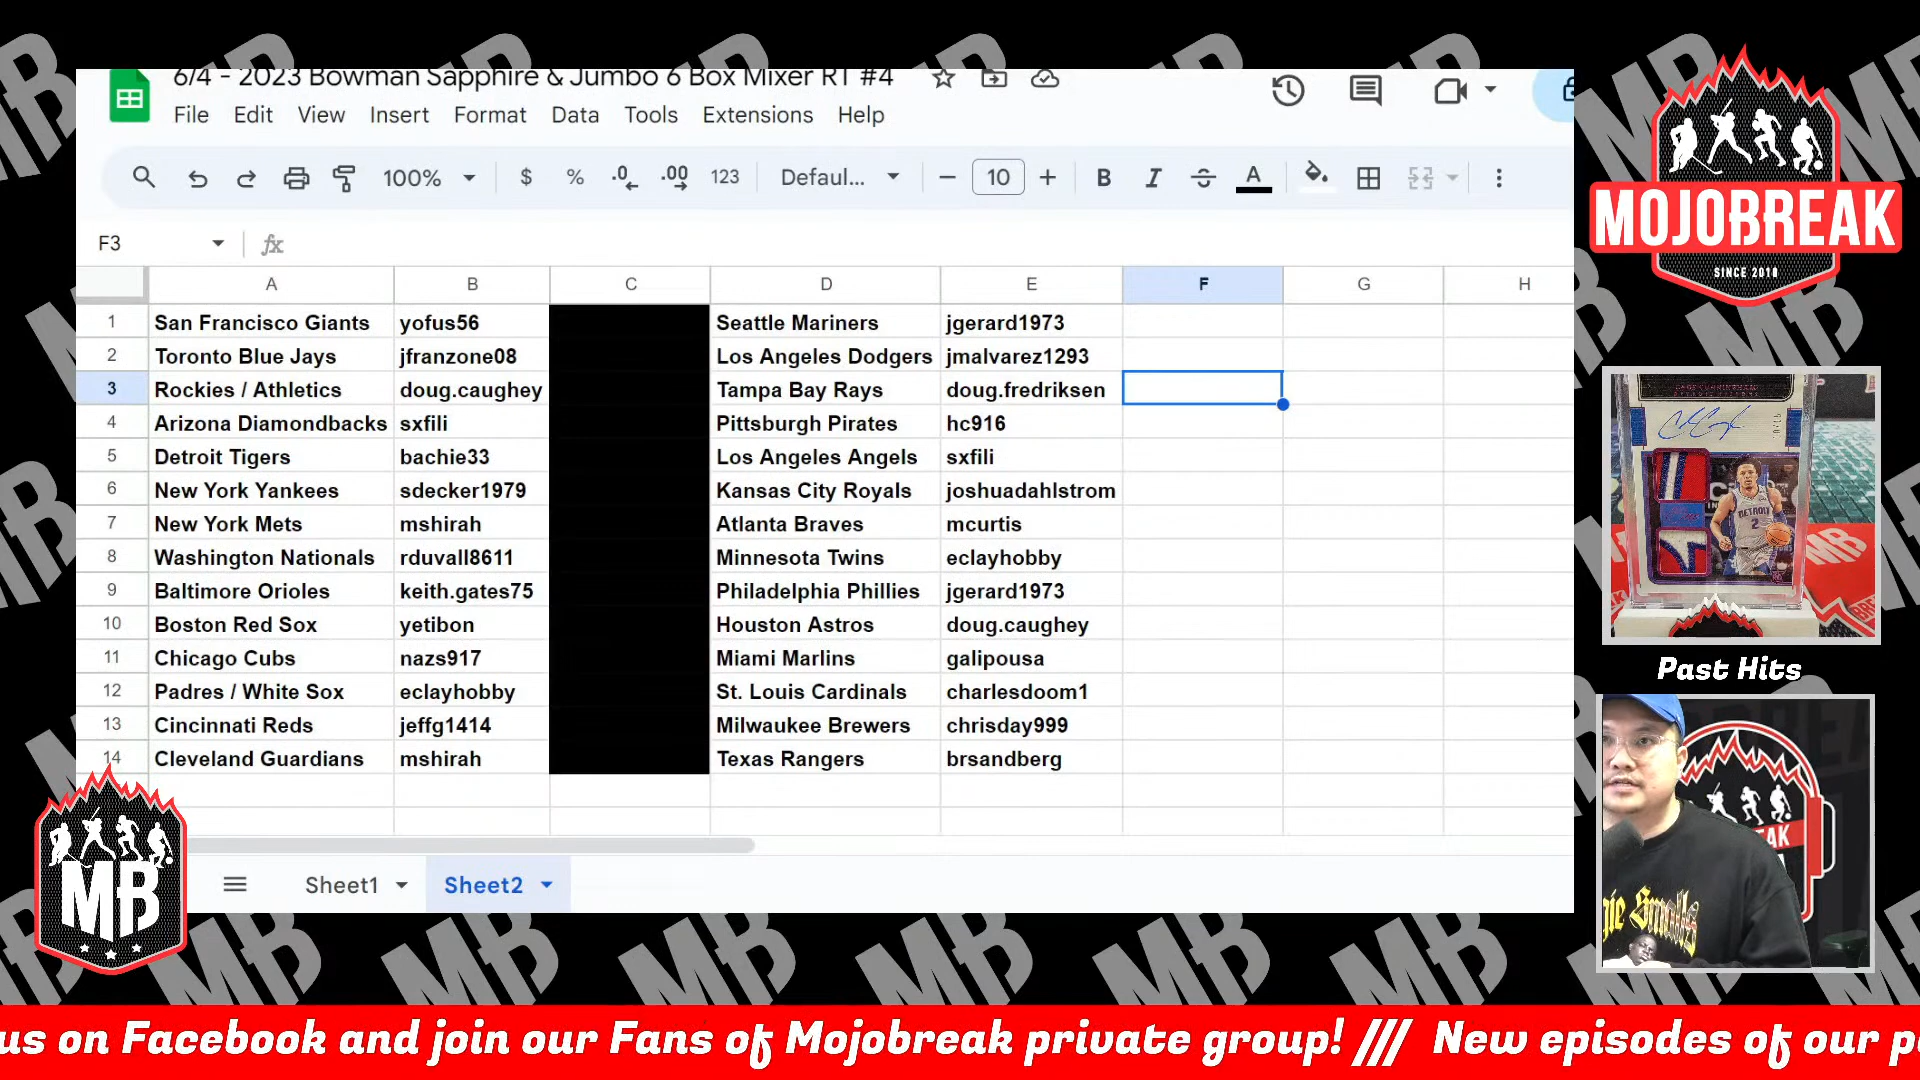 6/4 - 2023 Bowman Sapphire & Jumbo 6 Box Mixer RT #4
File Edit View Insert Format Data Tools Extensions Help
100% $ % .0 .00 123 Defaul... 10 B I A
F3 fx
A B C D E F G H
1 San Francisco Giants yofus56 Seattle Mariners jgerard1973
2 Toronto Blue Jays jfranzone08 Los Angeles Dodgers jmalvarez1293
3 Rockies / Athletics doug.caughey Tampa Bay Rays doug.fredriksen
4 Arizona Diamondbacks sxfili Pittsburgh Pirates hc916
5 Detroit Tigers bachie33 Los Angeles Angels sxfili
6 New York Yankees sdecker1979 Kansas City Royals joshuadahlstrom
7 New York Mets mshirah Atlanta Braves mcurtis
8 Washington Nationals rduvall8611 Minnesota Twins eclayhobby
9 Baltimore Orioles keith.gates75 Philadelphia Phillies jgerard1973
10 Boston Red Sox yetibon Houston Astros doug.caughey
11 Chicago Cubs nazs917 Miami Marlins galipousa
12 Padres / White Sox eclayhobby St. Louis Cardinals charlesdoom1
13 Cincinnati Reds jeffg1414 Milwaukee Brewers chrisday999
14 Cleveland Guardians mshirah Texas Rangers brsandberg
Sheet1 Sheet2
MB
MOJOBREAK
SINCE 2010
DETROIT
2
Past Hits
us on Facebook and join our Fans of Mojobreak private group! /// New episodes of our p